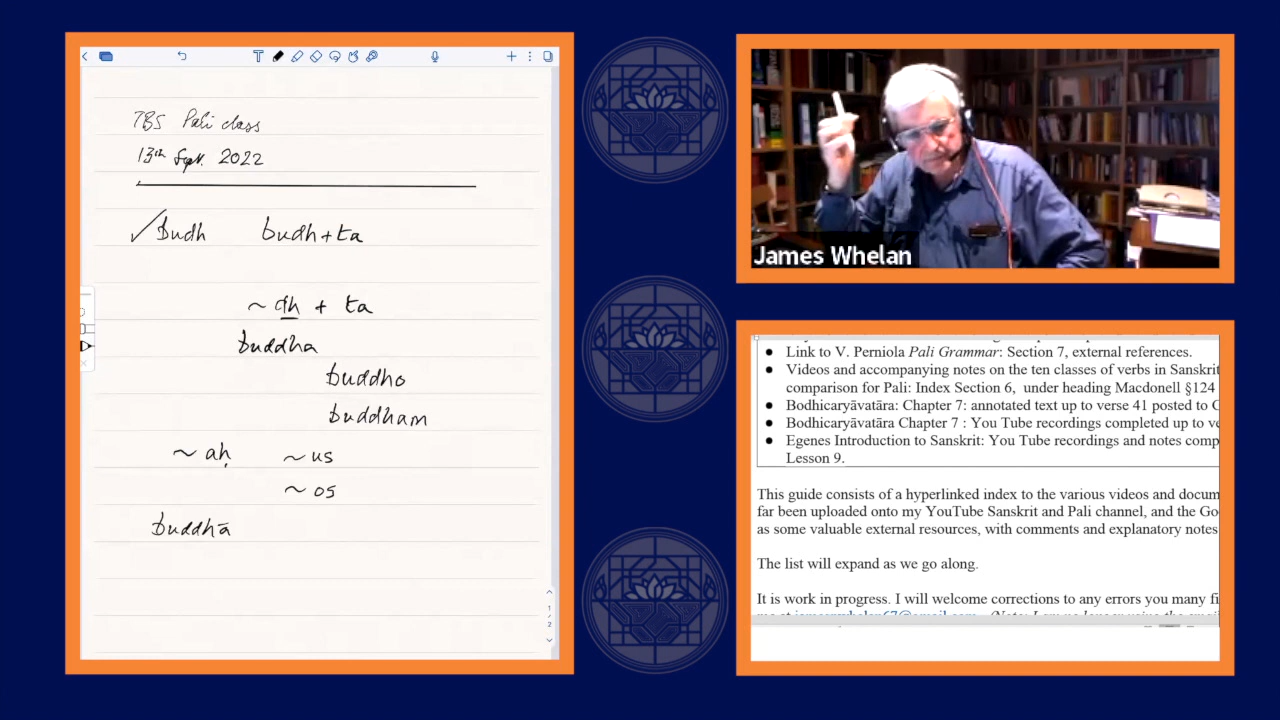 TBS Pali class
13th Sept. 2022
√budh budh+ta
~ dh + ta
buddha
buddho
buddham
~ aḥ ~ us
~ os
buddhā
1
2
James Whelan
Link to V. Perniola Pali Grammar: Section 7, external references.
Videos and accompanying notes on the ten classes of verbs in Sanskrit
comparison for Pali: Index Section 6, under heading Macdonell §124
Bodhicaryāvatāra: Chapter 7: annotated text up to verse 41 posted to
Bodhicaryāvatāra Chapter 7 : You Tube recordings completed up to
Egenes Introduction to Sanskrit: You Tube recordings and notes comp
Lesson 9.
This guide consists of a hyperlinked index to the various videos and docum
far been uploaded onto my YouTube Sanskrit and Pali channel, and the Go
as some valuable external resources, with comments and explanatory notes
The list will expand as we go along.
It is work in progress. I will welcome corrections to any errors you many fi